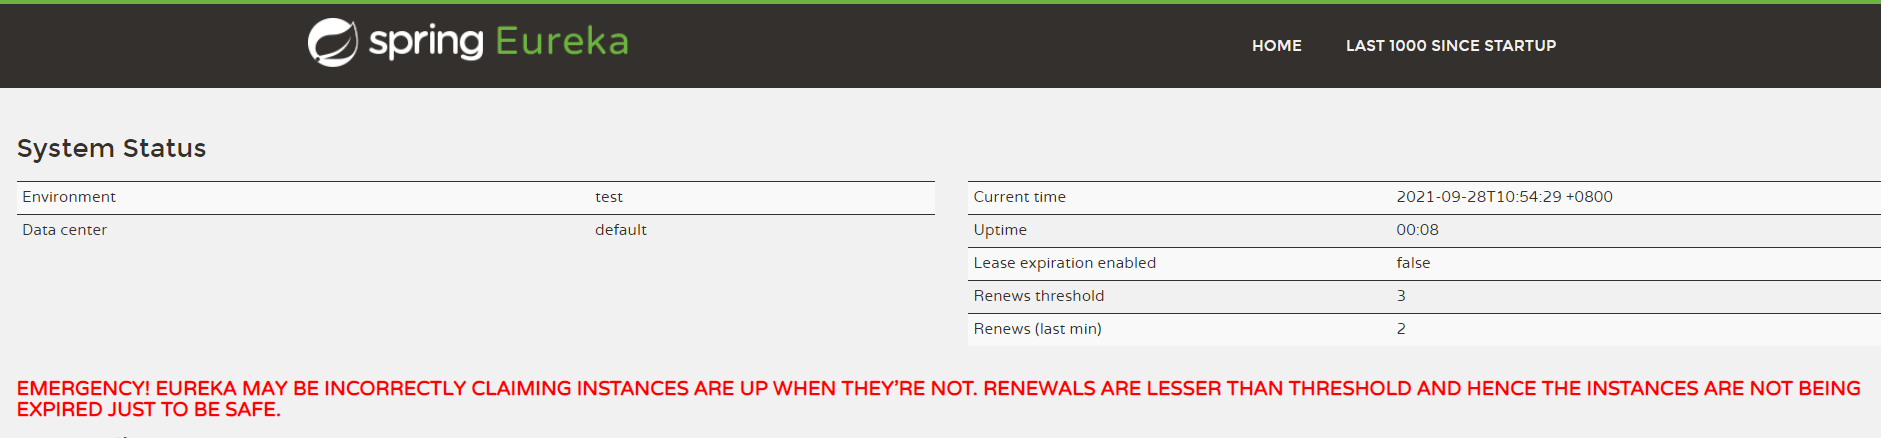 spring Eureka
HOME LAST 1000 SINCE STARTUP
System Status
Environment test
Data center default
Current time 2021-09-28T10:54:29 +0800
Uptime 00:08
Lease expiration enabled false
Renews threshold 3
Renews (last min) 2
EMERGENCY! EUREKA MAY BE INCORRECTLY CLAIMING INSTANCES ARE UP WHEN THEY'RE NOT. RENEWALS ARE LESSER THAN THRESHOLD AND HENCE THE INSTANCES ARE NOT BEING
EXPIRED JUST TO BE SAFE.